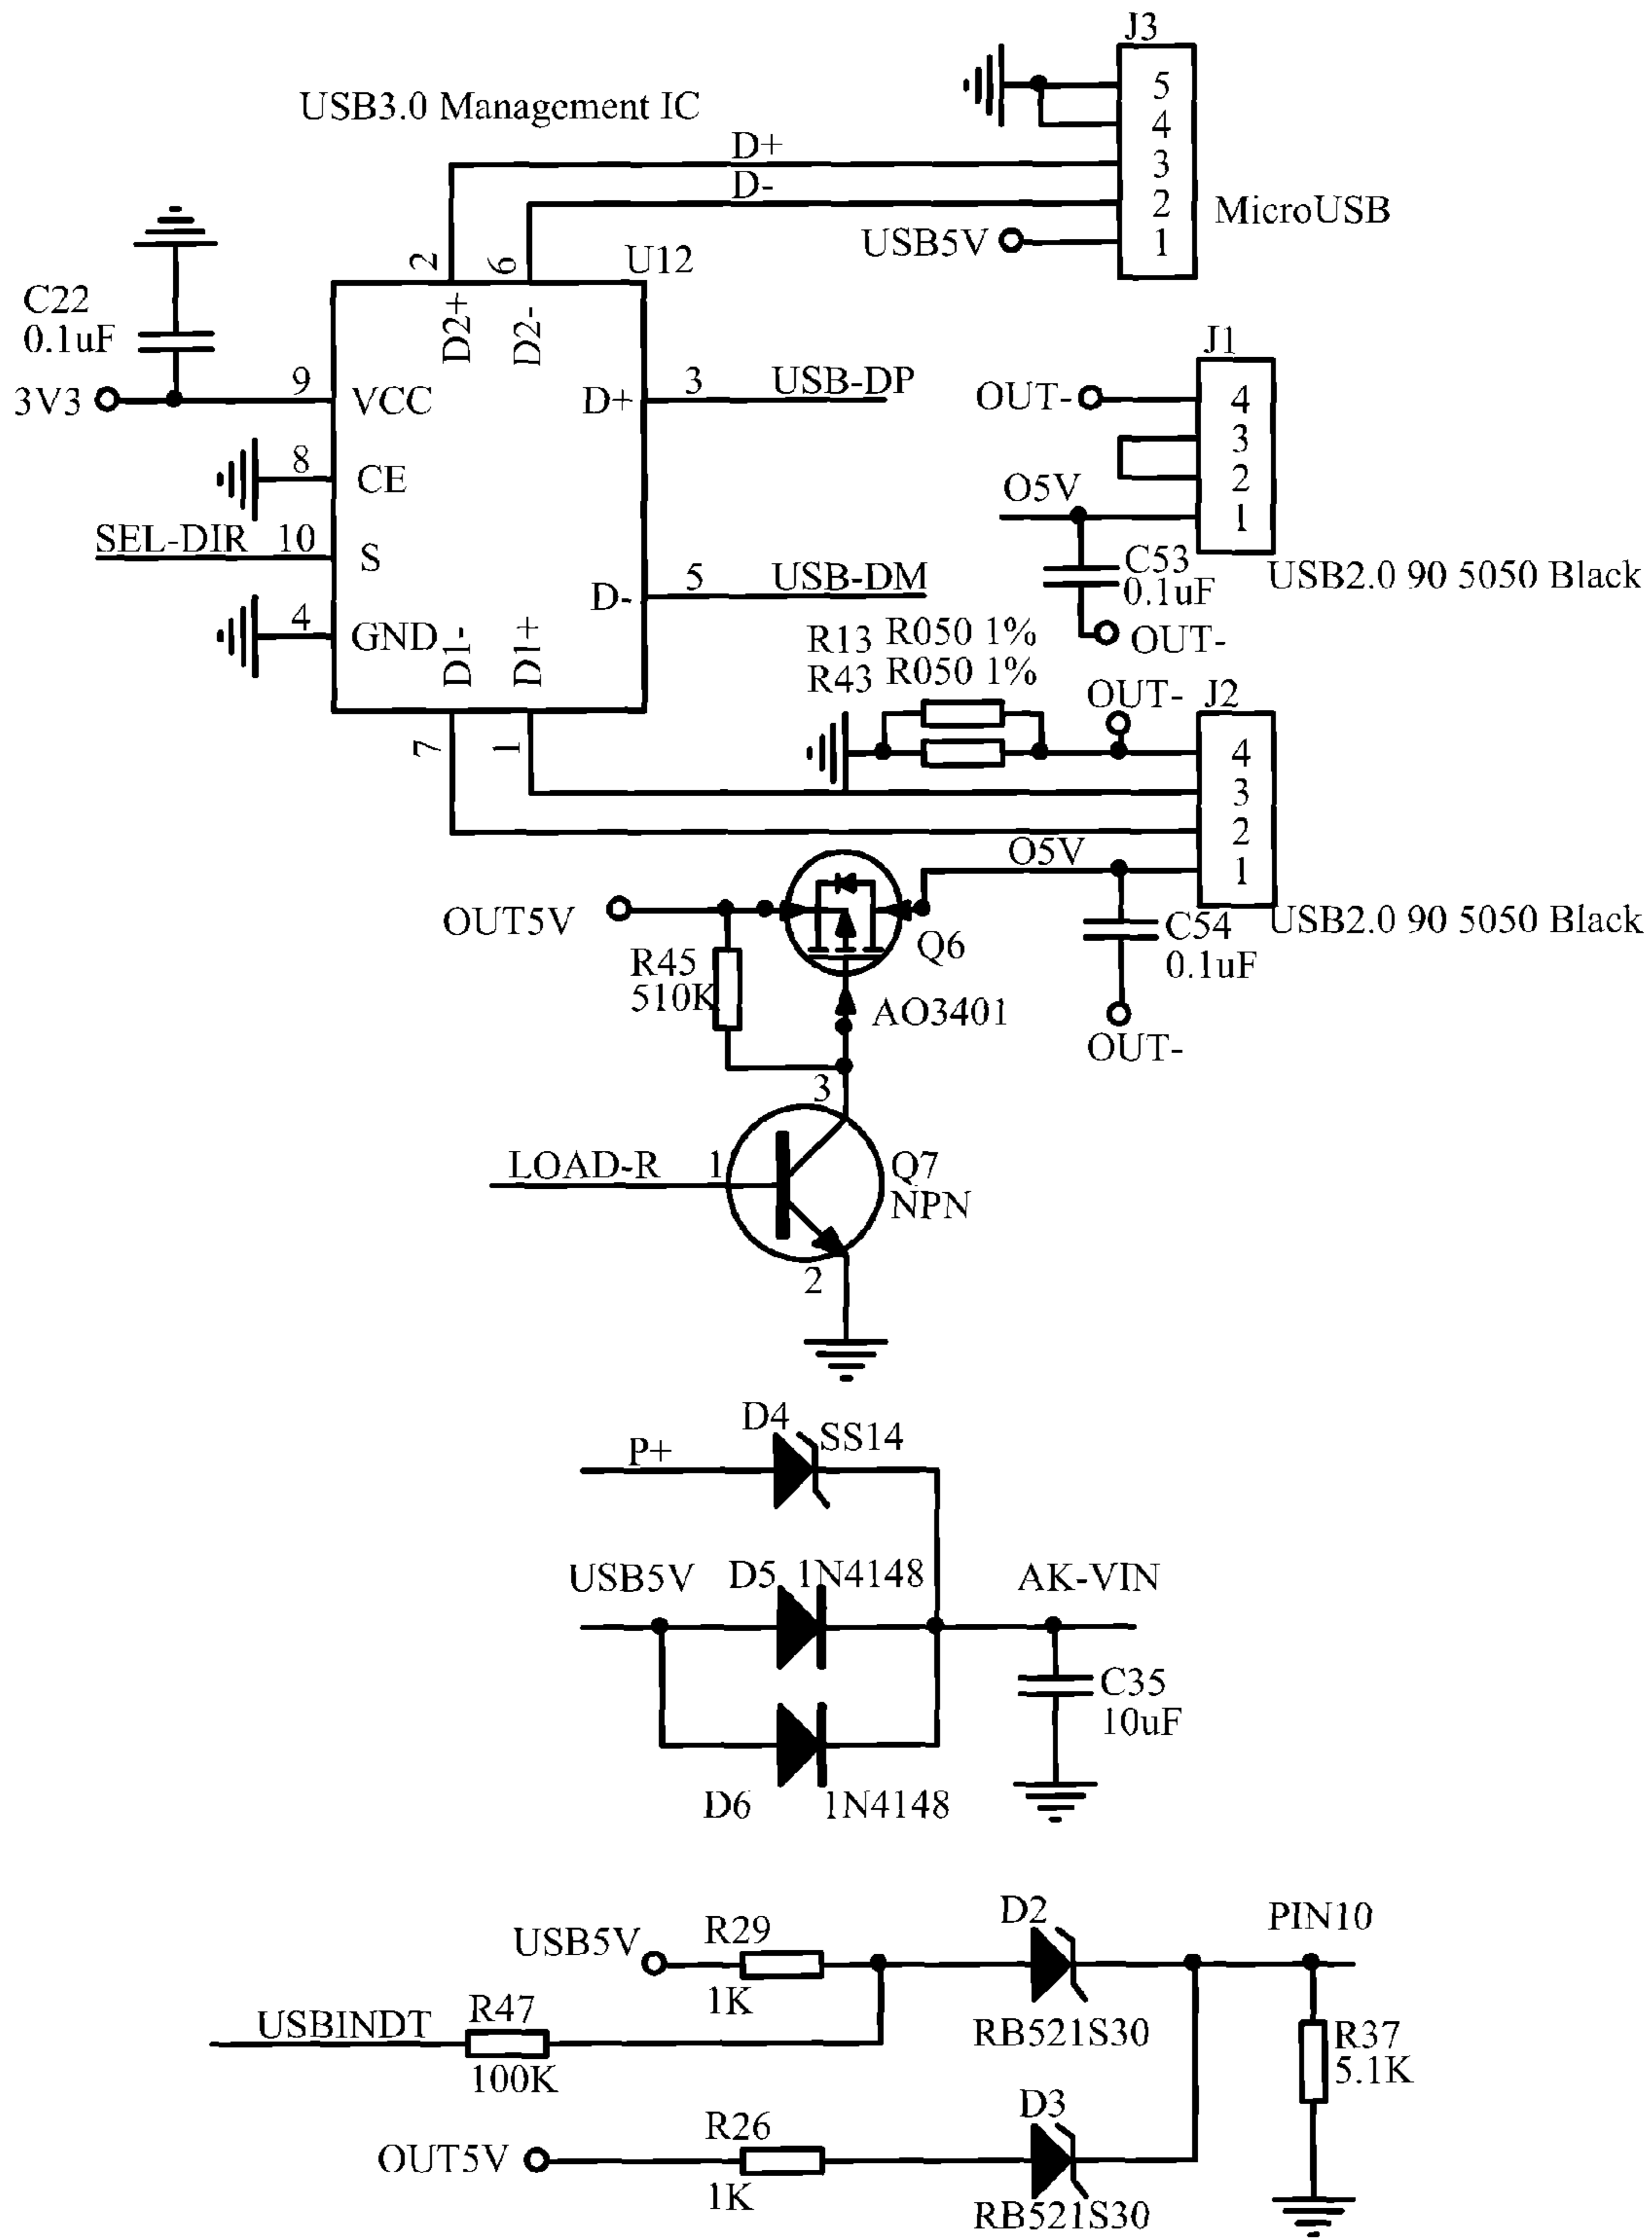 J3
USB3.0 Management IC
5
4
D+
3
D-
2
MicroUSB
USB5V
1
2
6
U12
C22
0.1uF
D2+
D2-
J1
9
3
USB-DP
OUT-
4
3V3
VCC
D+
3
8
CE
2
O5V
1
SEL-DIR
10
S
C53
0.1uF
USB2.0 90 5050 Black
5
USB-DM
D-
4
GND
D1-
D1+
OUT-
R13 R050 1%
R43 R050 1%
OUT-
J2
7
1
4
3
2
O5V
1
OUT5V
Q6
C54
0.1uF
USB2.0 90 5050 Black
R45
510K
AO3401
OUT-
3
LOAD-R
1
Q7
NPN
2
D4
SS14
P+
USB5V
D5
1N4148
AK-VIN
C35
10uF
D6
1N4148
D2
PIN10
USB5V
R29
1K
USBINDT
R47
100K
RB521S30
R37
5.1K
D3
R26
OUT5V
1K
RB521S30